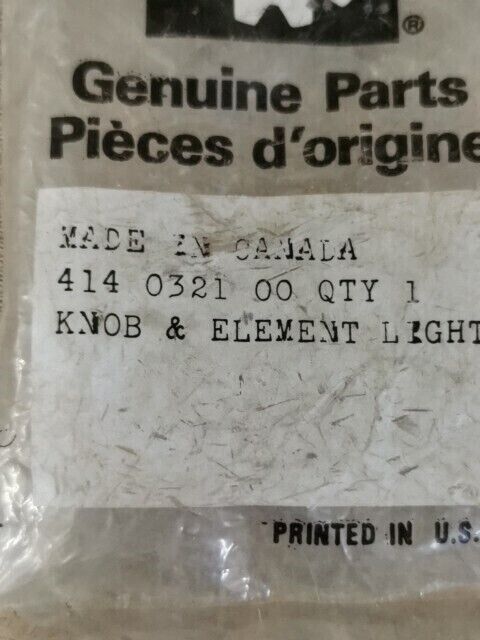 ®
Genuine Parts
Pièces d'origine
MADE IN CANADA
414 0321 00 QTY 1
KNOB & ELEMENT LIGHT
PRINTED IN U.S.